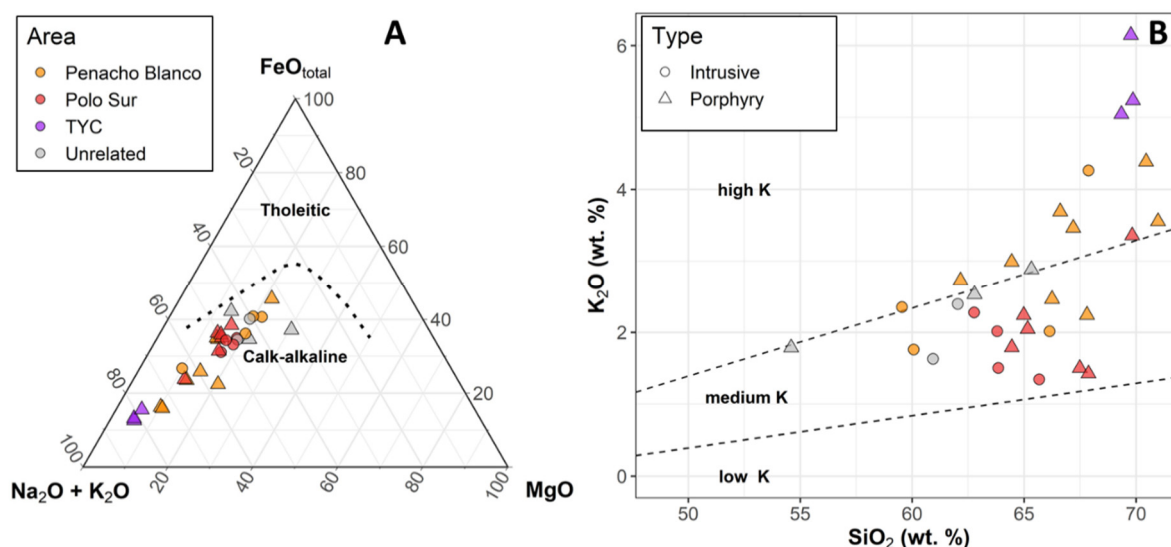 Area
Penacho Blanco
Polo Sur
TYC
Unrelated
A
FeOtotal
100
80
60
40
20
20
40
60
80
100
Tholeitic
Calk-alkaline
20
40
60
80
100
Na2O + K2O
MgO
B
Type
Intrusive
Porphyry
high K
medium K
low K
K2O (wt. %)
6
4
2
0
50
55
60
65
70
SiO2 (wt. %)